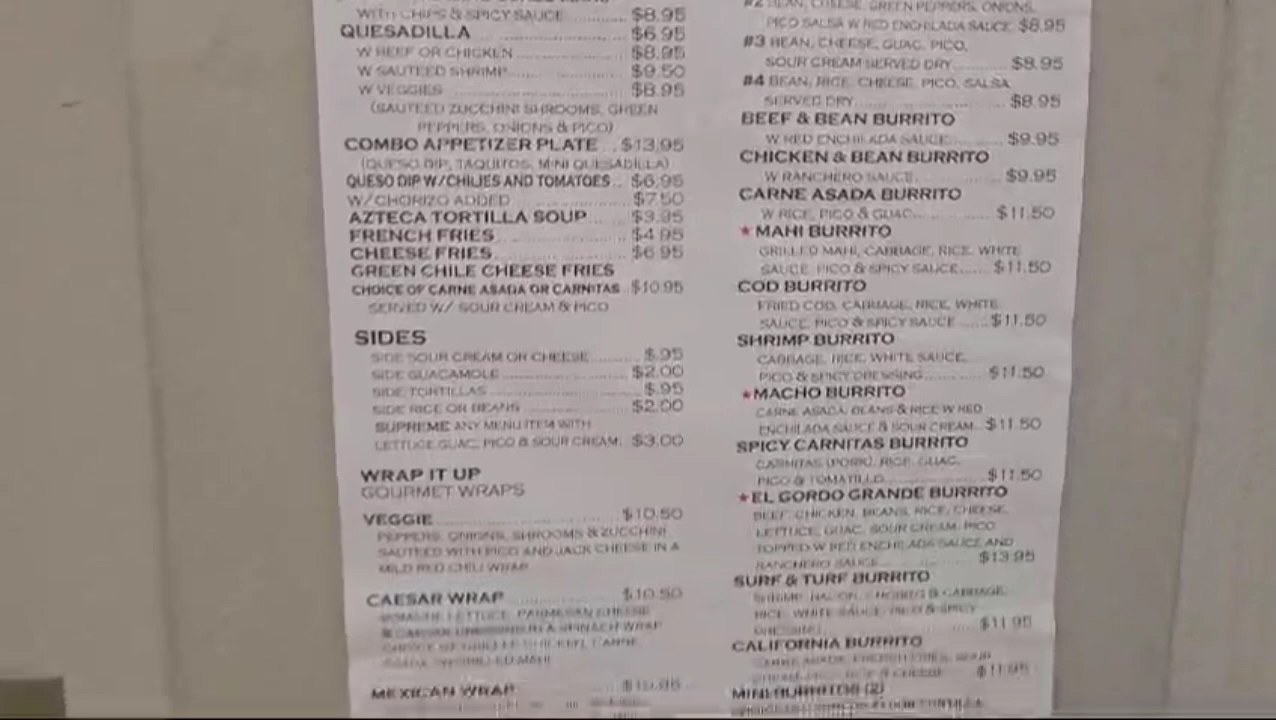 WITH CHIPS & SPICY SAUCE $8.95
QUESADILLA $6.95
W BEEF OR CHICKEN $8.95
W SAUTEED SHRIMP $9.50
W VEGGIES $8.95
(SAUTEED ZUCCHINI SHROOMS, GREEN
PEPPERS, ONIONS & PICO)
COMBO APPETIZER PLATE $13.95
(QUESO DIP, TAQUITOS, MINI QUESADILLA)
QUESO DIP W/CHILIES AND TOMATOES $6.95
W/CHORIZO ADDED $7.50
AZTECA TORTILLA SOUP $3.95
FRENCH FRIES $4.95
CHEESE FRIES $6.95
GREEN CHILE CHEESE FRIES
CHOICE OF CARNE ASADA OR CARNITAS $10.95
SERVED W/ SOUR CREAM & PICO
SIDES
SIDE SOUR CREAM OR CHEESE $.95
SIDE GUACAMOLE $2.00
SIDE TORTILLAS $.95
SIDE RICE OR BEANS $2.00
SUPREME ANY MENU ITEM WITH
LETTUCE GUAC, PICO & SOUR CREAM. $3.00
WRAP IT UP
GOURMET WRAPS
VEGGIE $10.50
PEPPERS, ONIONS, SHROOMS & ZUCCHINI
SAUTEED WITH PICO AND JACK CHEESE IN A
MILD RED CHILI WRAP
CAESAR WRAP $10.50
ROMAINE LETTUCE, PARMESAN CHEESE
& CAESAR DRESSING IN A SPINACH WRAP
MEXICAN WRAP
#2 BEAN, CHEESE, GREEN PEPPERS, ONIONS,
PICO SALSA W RED ENCHILADA SAUCE $8.95
#3 BEAN, CHEESE, GUAC, PICO,
SOUR CREAM SERVED DRY $8.95
#4 BEAN, RICE, CHEESE, PICO, SALSA
SERVED DRY $8.95
BEEF & BEAN BURRITO
W RED ENCHILADA SAUCE $9.95
CHICKEN & BEAN BURRITO
W RANCHERO SAUCE $9.95
CARNE ASADA BURRITO
W RICE, PICO & GUAC $11.50
★ MAHI BURRITO
GRILLED MAHI, CABBAGE, RICE, WHITE
SAUCE, PICO & SPICY SAUCE $11.50
COD BURRITO
FRIED COD, CABBAGE, RICE, WHITE
SAUCE, PICO & SPICY SAUCE $11.50
SHRIMP BURRITO
CABBAGE, RICE, WHITE SAUCE,
PICO & SPICY DRESSING $11.50
★MACHO BURRITO
CARNE ASADA, BEANS & RICE W RED
ENCHILADA SAUCE & SOUR CREAM $11.50
SPICY CARNITAS BURRITO
CARNITAS (PORK), RICE, GUAC,
PICO & TOMATILLO $11.50
★EL GORDO GRANDE BURRITO
BEEF, CHICKEN, BEANS, RICE, CHEESE,
LETTUCE, GUAC, SOUR CREAM, PICO
TOPPED W RED ENCHILADA SAUCE AND
RANCHERO SAUCE $13.95
SURF & TURF BURRITO
SHRIMP, BACON, CHORIZO & CABBAGE,
RICE, WHITE SAUCE, PICO & SPICY
DRESSING $11.95
CALIFORNIA BURRITO
CARNE ASADA, FRENCH FRIES, SOUR
CREAM, PICO $11.95
MINI BURRITOS (2)